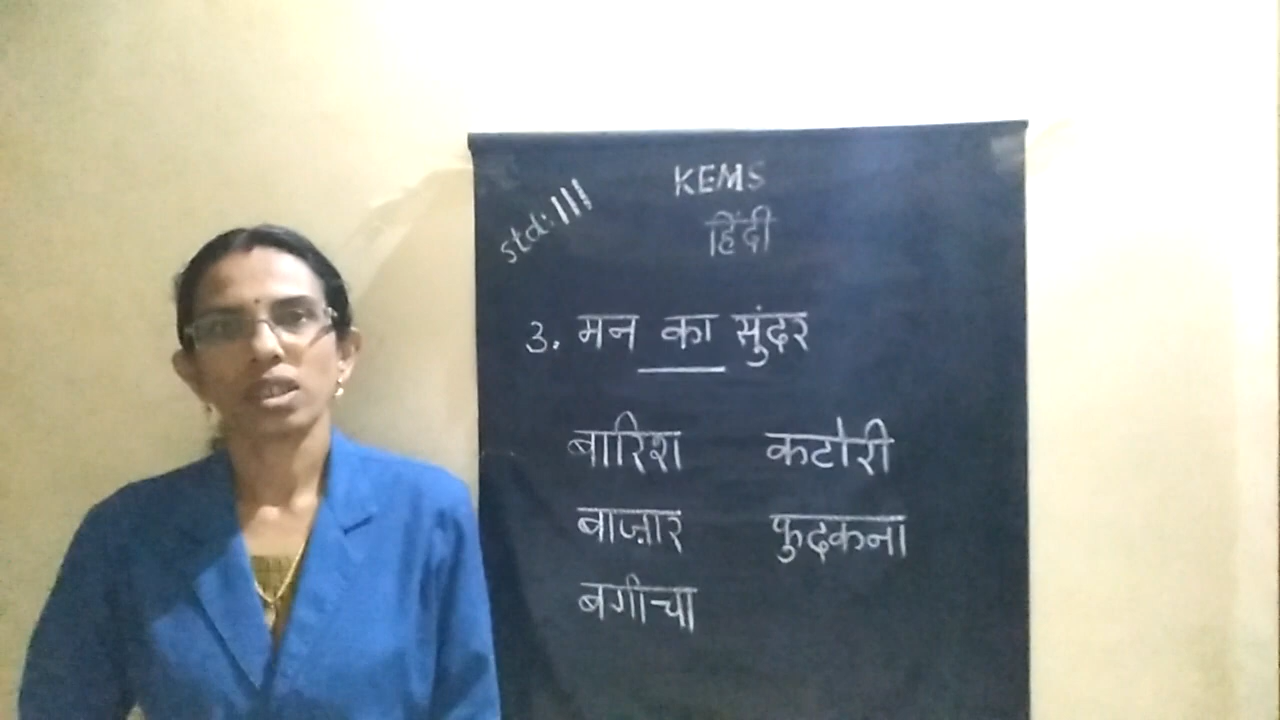 KEMS
std: III
हिंदी
3. मन का सुंदर
बारिश कटोरी
बाज़ार फुदकना
बगीचा